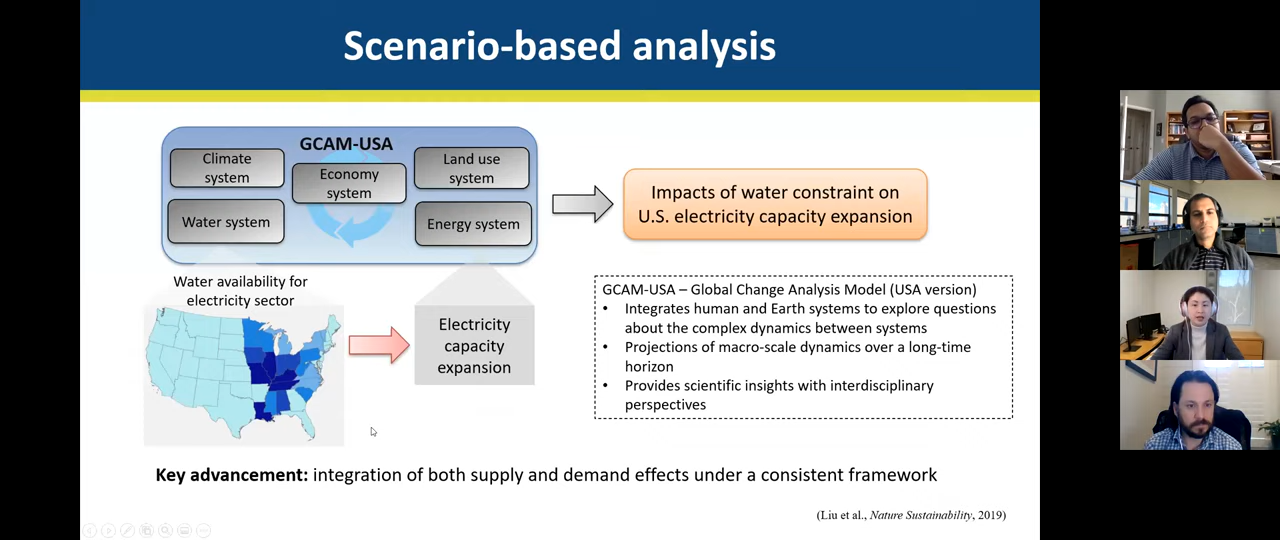 Scenario-based analysis
GCAM-USA
Climate
system
Economy
system
Land use
system
Water system
Energy system
Impacts of water constraint on
U.S. electricity capacity expansion
Water availability for
electricity sector
Electricity
capacity
expansion
GCAM-USA – Global Change Analysis Model (USA version)
• Integrates human and Earth systems to explore questions
about the complex dynamics between systems
• Projections of macro-scale dynamics over a long-time
horizon
• Provides scientific insights with interdisciplinary
perspectives
Key advancement: integration of both supply and demand effects under a consistent framework
(Liu et al., Nature Sustainability, 2019)